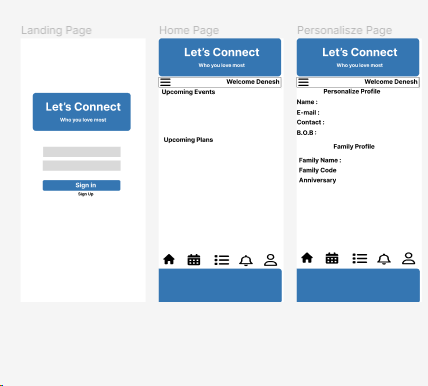 Landing Page
Let's Connect
Who you love most
Sign in
Sign Up
Home Page
Let's Connect
Who you love most
Welcome Denesh
Upcoming Events
Upcoming Plans
Personalisze Page
Let's Connect
Who you love most
Welcome Denesh
Personalize Profile
Name :
E-mail :
Contact :
B.O.B :
Family Profile
Family Name :
Family Code
Anniversary